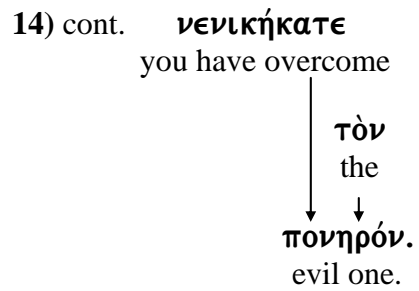 14) cont. νενικήκατε
you have overcome
τὸν
the
πονηρόν.
evil one.